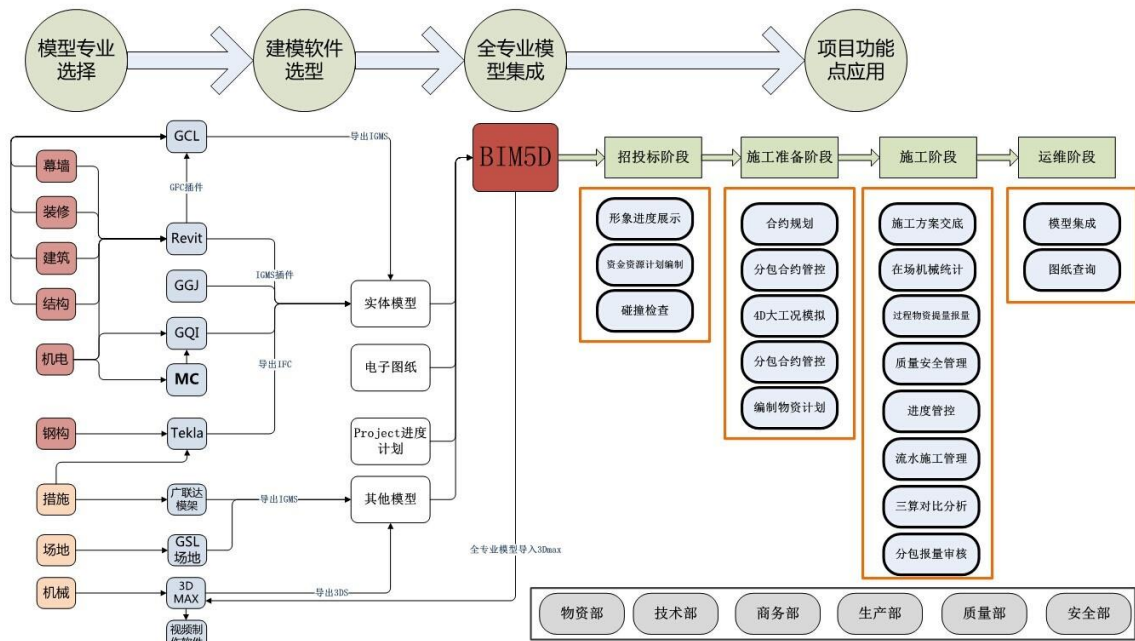 模型专业
选择
建模软件
选型
全专业模
型集成
项目功能
点应用
幕墙
装修
建筑
结构
机电
钢构
措施
场地
机械
GCL
GFC插件
Revit
GGJ
GQI
MC
Tekla
广联达
模架
GSL
场地
3D
MAX
视频制
作软件
导出IGMS
IGMS插件
导出IFC
导出IGMS
导出3DS
实体模型
电子图纸
Project进度
计划
其他模型
全专业模型导入3Dmax
BIM5D
招投标阶段
形象进度展示
资金资源计划编制
碰撞检查
施工准备阶段
合约规划
分包合约管控
4D大工况模拟
分包合约管控
编制物资计划
施工阶段
施工方案交底
在场机械统计
过程物资提量报量
质量安全管理
进度管控
流水施工管理
三算对比分析
分包报量审核
运维阶段
模型集成
图纸查询
物资部
技术部
商务部
生产部
质量部
安全部